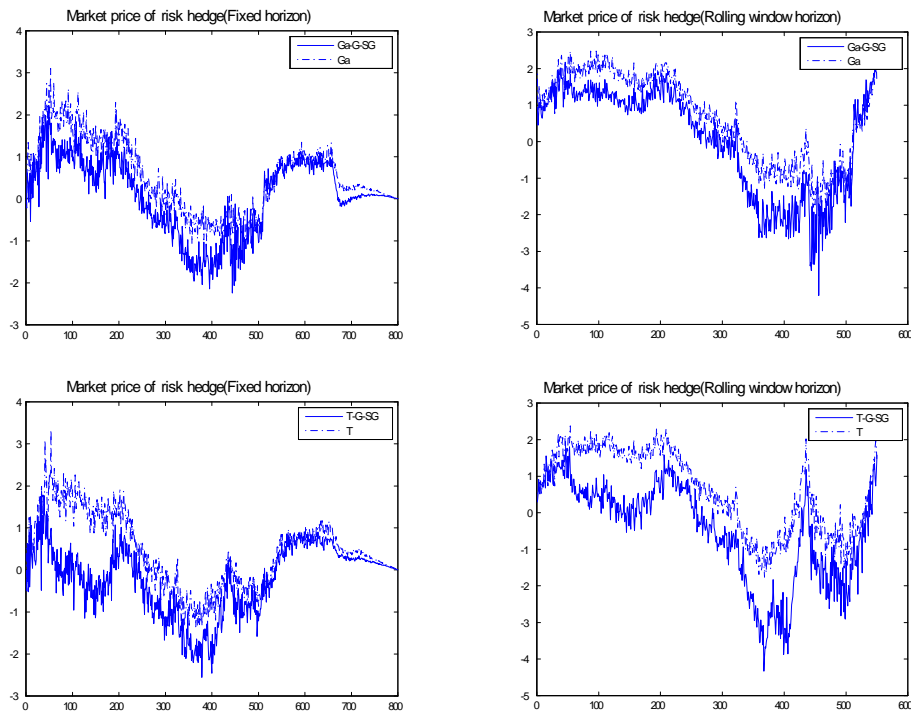 Market price of risk hedge(Fixed horizon)
4
3
2
1
0
-1
-2
-3
0 100 200 300 400 500 600 700 800
Ga-G-SG
Ga
Market price of risk hedge(Rolling window horizon)
3
2
1
0
-1
-2
-3
-4
-5
0 100 200 300 400 500 600
Ga-G-SG
Ga
Market price of risk hedge(Fixed horizon)
4
3
2
1
0
-1
-2
-3
0 100 200 300 400 500 600 700 800
T-G-SG
T
Market price of risk hedge(Rolling window horizon)
3
2
1
0
-1
-2
-3
-4
-5
0 100 200 300 400 500 600
T-G-SG
T